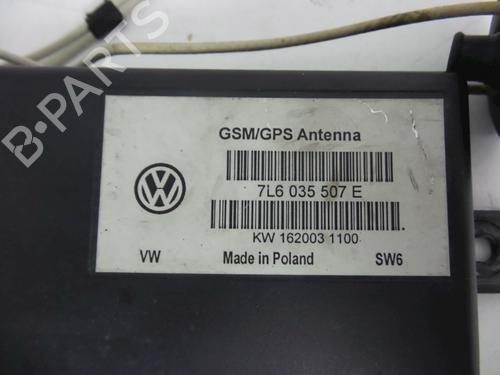 B-PARTS
GSM/GPS Antenna
7L6 035 507 E
KW 162003 1100
VW Made in Poland SW6